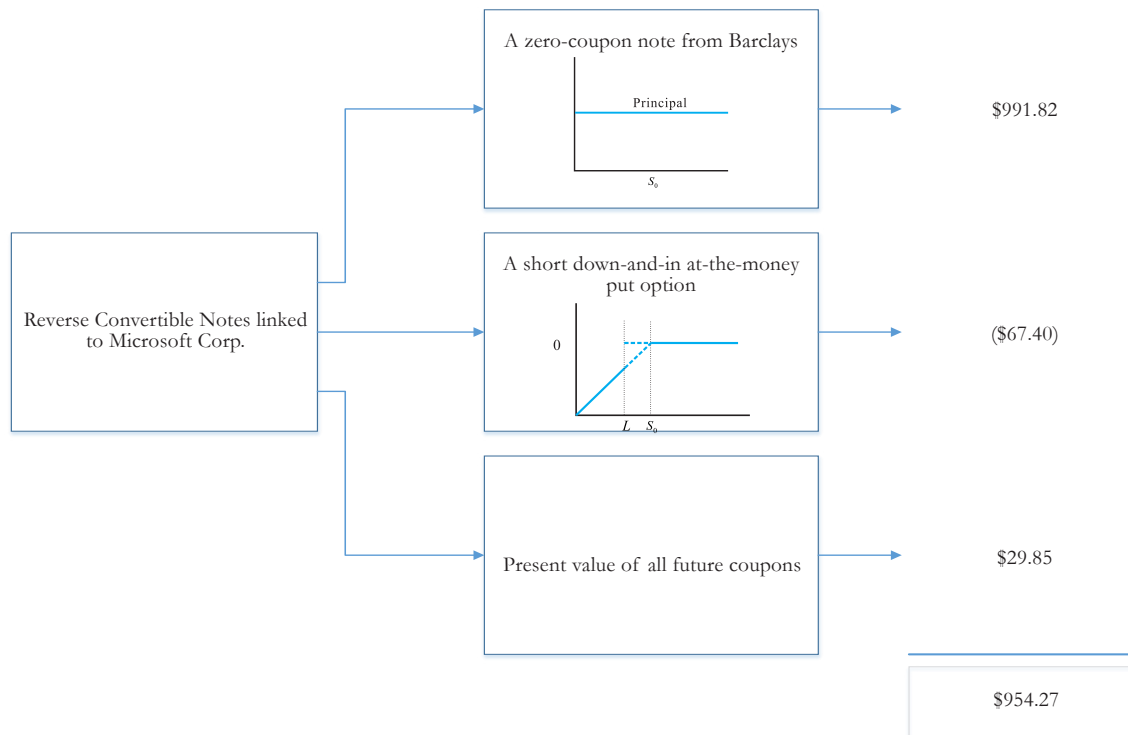 A zero-coupon note from Barclays
Principal
S₀
$991.82
Reverse Convertible Notes linked
to Microsoft Corp.
A short down-and-in at-the-money
put option
0
L S₀
($67.40)
Present value of all future coupons
$29.85
$954.27